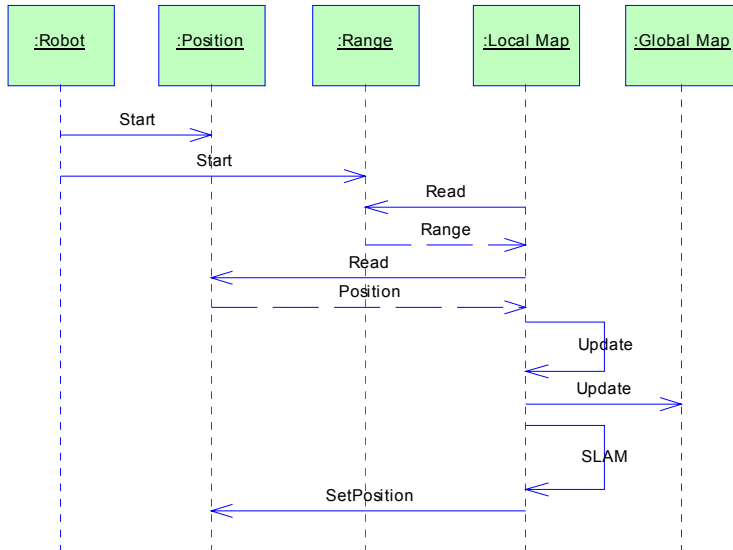 :Robot
:Position
:Range
:Local Map
:Global Map
Start
Start
Read
Range
Read
Position
Update
Update
SLAM
SetPosition